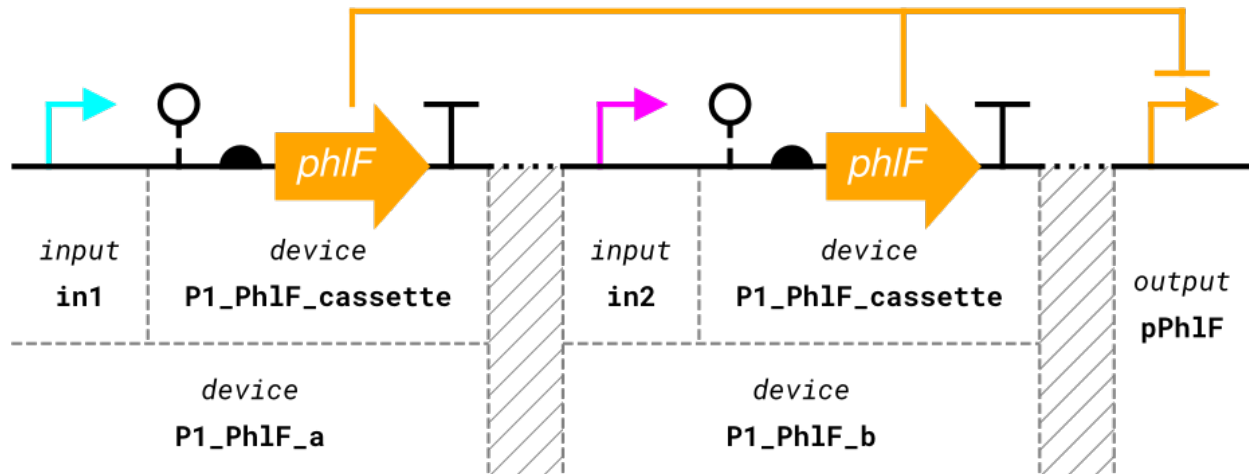 phlF
phlF
input
in1
device
P1_PhlF_cassette
input
in2
device
P1_PhlF_cassette
output
pPhlF
device
P1_PhlF_a
device
P1_PhlF_b